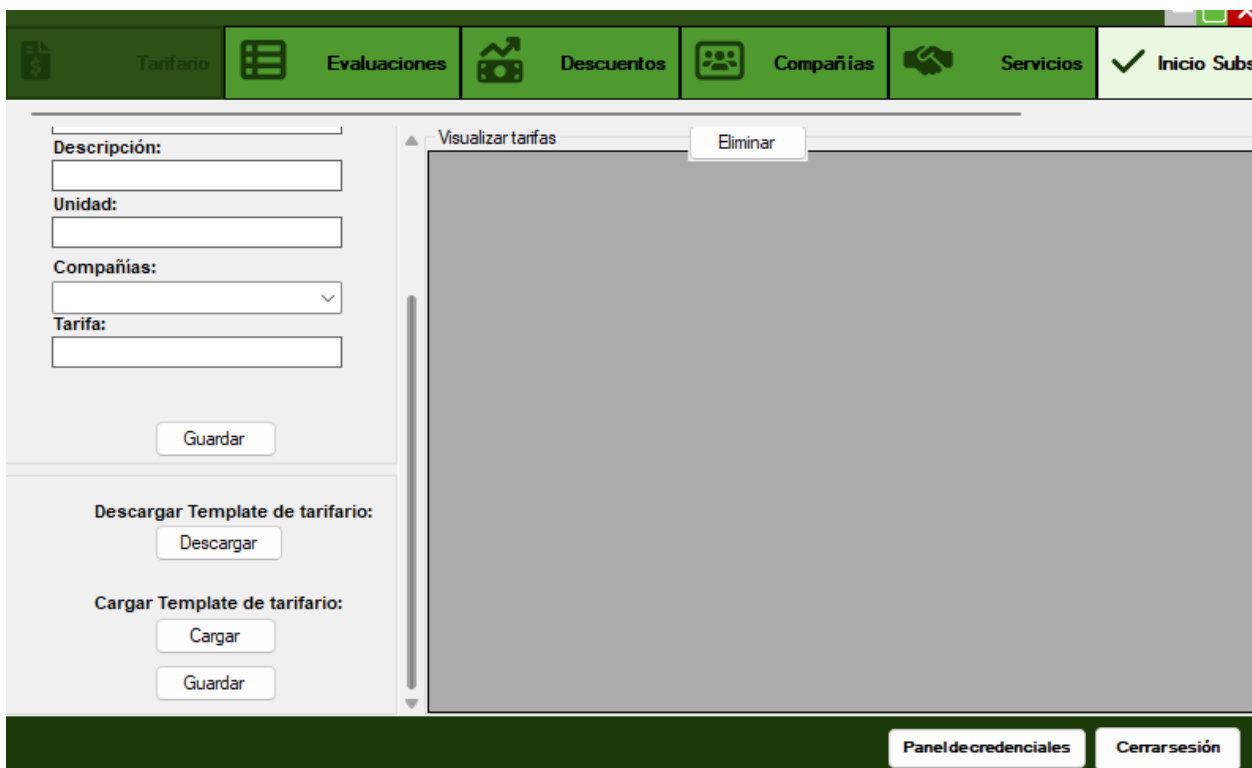 Tarifario
Evaluaciones
Descuentos
Compañías
Servicios
Inicio Subs
Descripción:
Unidad:
Compañías:
Tarifa:
Guardar
Descargar Template de tarifario:
Descargar
Cargar Template de tarifario:
Cargar
Guardar
Visualizar tarifas
Eliminar
Panel de credenciales
Cerrar sesión